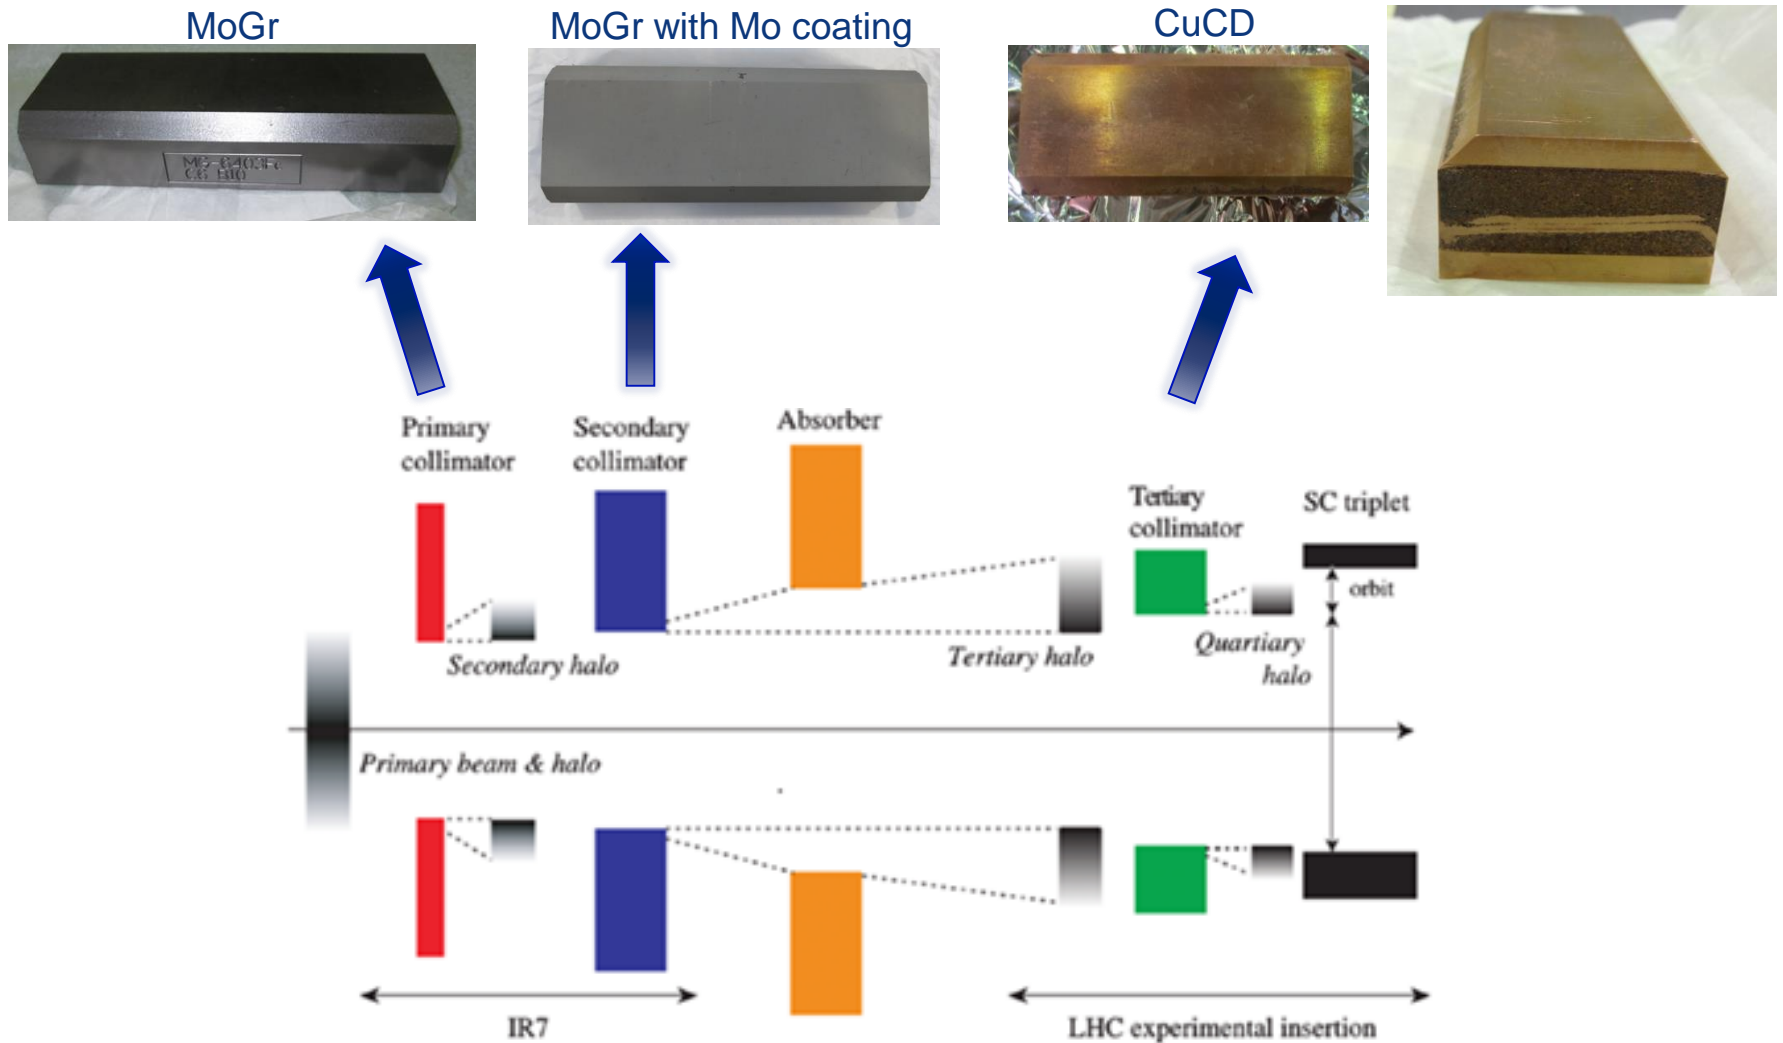 MoGr
MoGr with Mo coating
CuCD
Primary
collimator
Secondary
collimator
Absorber
Tertiary
collimator
SC triplet
orbit
Secondary halo
Tertiary halo
Quartiary
halo
Primary beam & halo
IR7
LHC experimental insertion